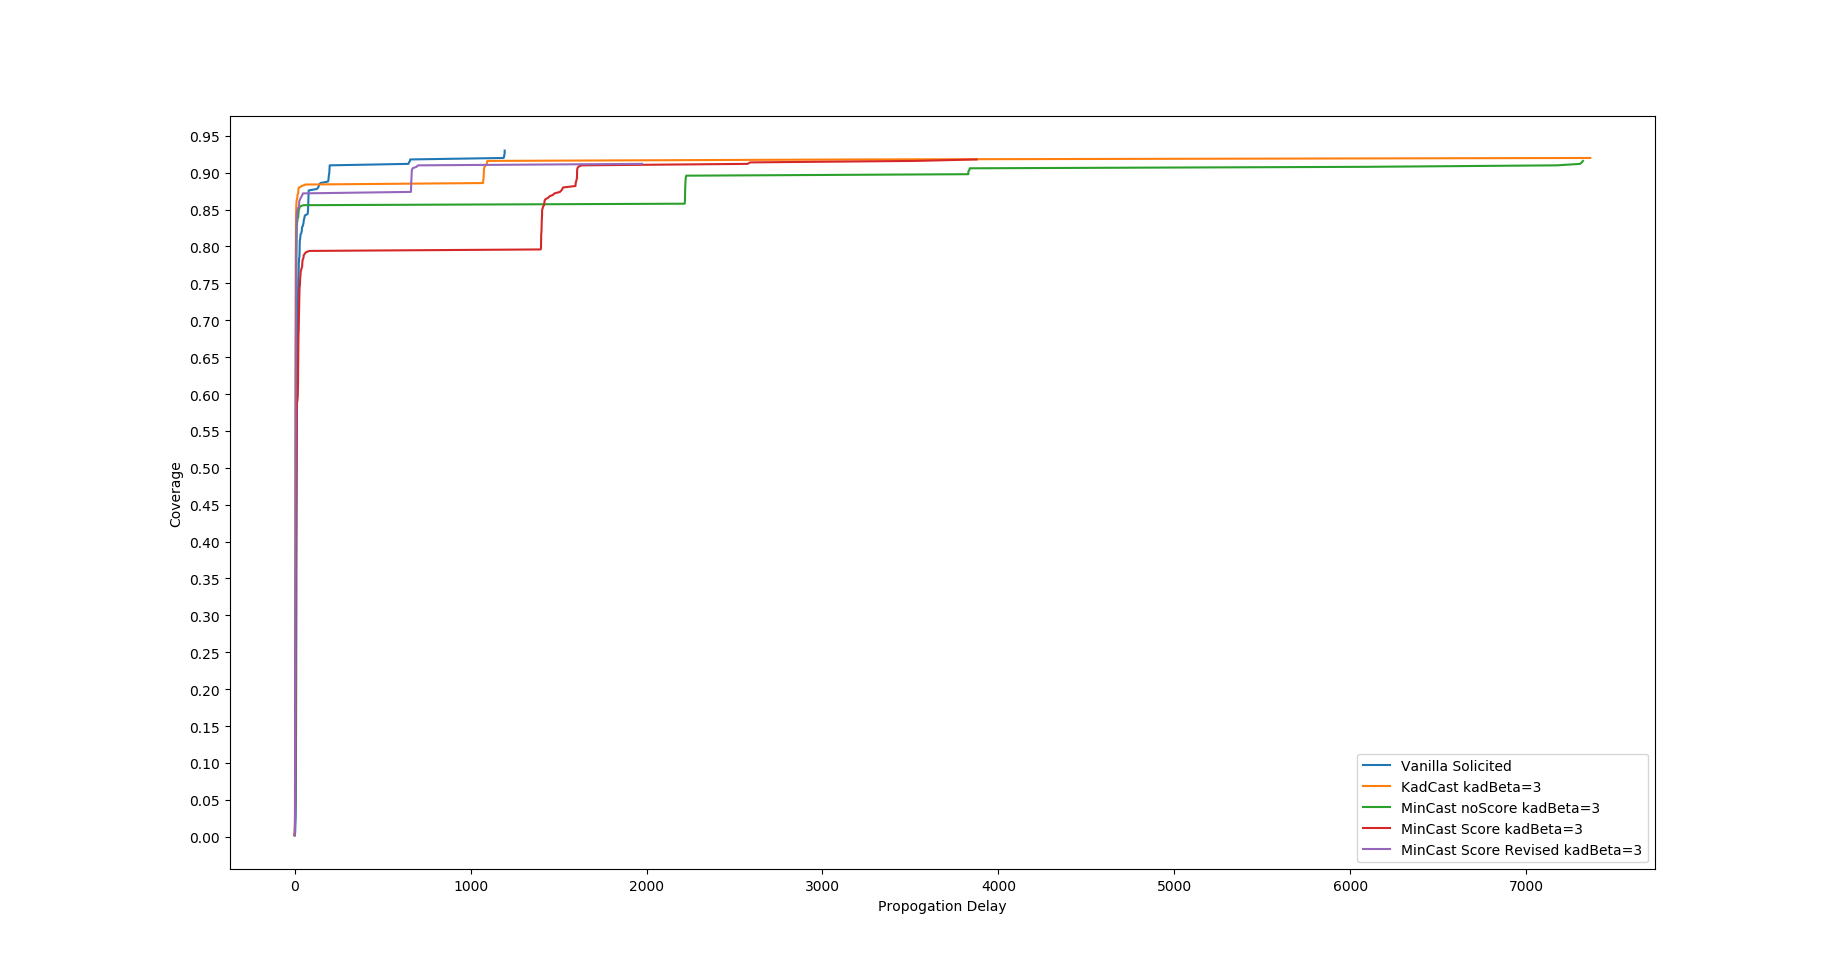 0.95
0.90
0.85
0.80
0.75
0.70
0.65
0.60
0.55
0.50
0.45
0.40
0.35
0.30
0.25
0.20
0.15
0.10
0.05
0.00
Coverage
0 1000 2000 3000 4000 5000 6000 7000
Propogation Delay
Vanilla Solicited
KadCast kadBeta=3
MinCast noScore kadBeta=3
MinCast Score kadBeta=3
MinCast Score Revised kadBeta=3